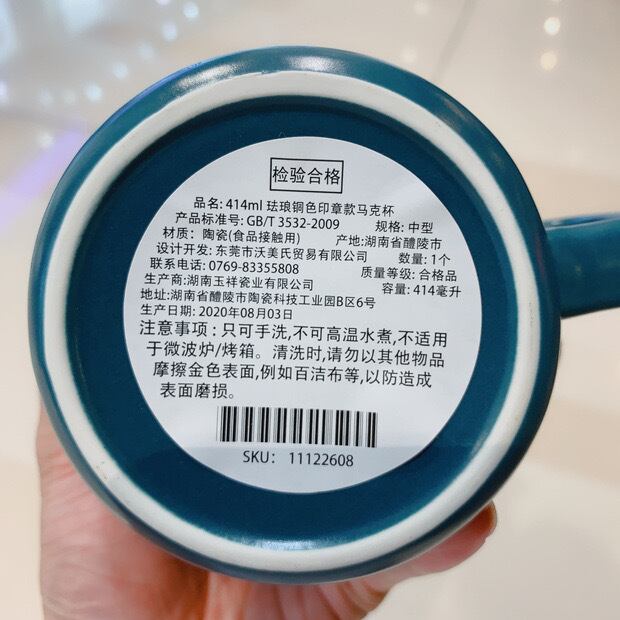 检验合格
品名: 414ml 珐琅铜色印章款马克杯
产品标准号: GB/T 3532-2009 规格: 中型
材质: 陶瓷(食品接触用) 产地:湖南省醴陵市
设计开发: 东莞市沃美氏贸易有限公司 数量: 1个
联系电话: 0769-83355808 质量等级: 合格品
生产商:湖南玉祥瓷业有限公司 容量: 414毫升
地址:湖南省醴陵市陶瓷科技工业园B区6号
生产日期: 2020年08月03日
注意事项:只可手洗,不可高温水煮,不适用
于微波炉/烤箱。清洗时,请勿以其他物品
摩擦金色表面,例如百洁布等,以防造成
表面磨损。
SKU: 11122608